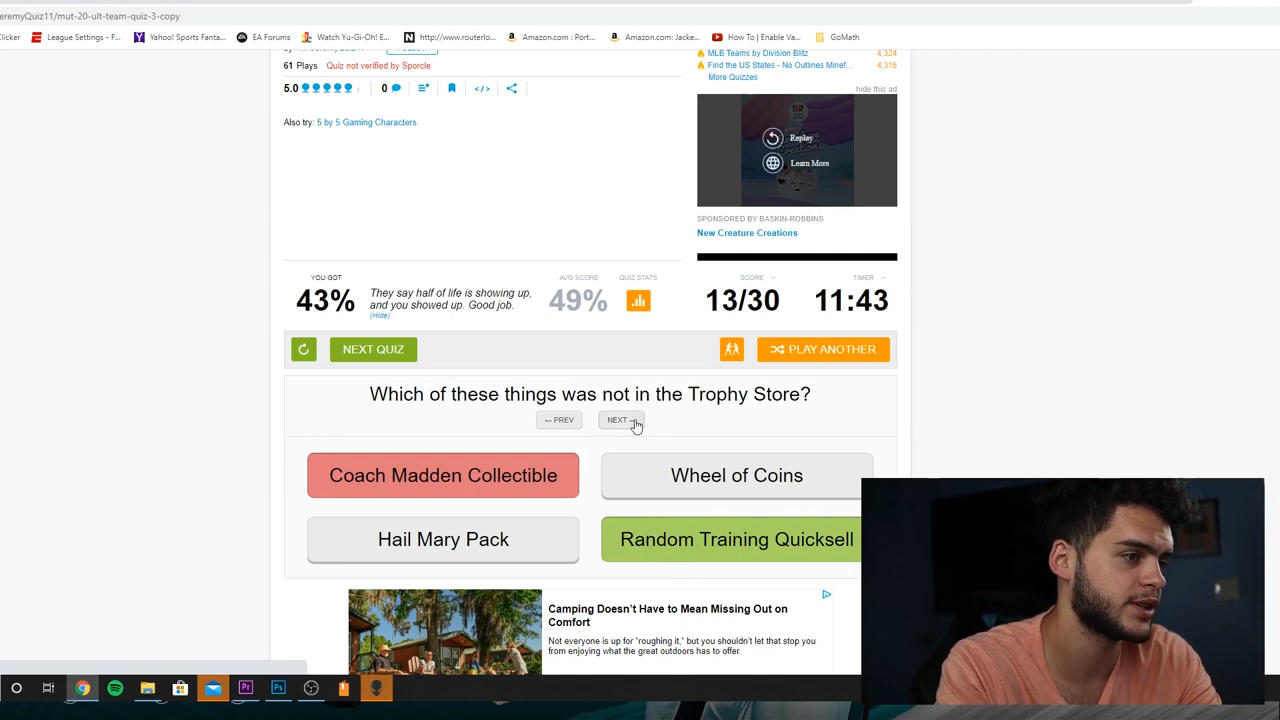 eremyQuiz11/mut-20-ult-team-quiz-3-copy
licker League Settings - F... Yahoo! Sports Fantas... EA Forums Watch Yu-Gi-Oh! E... http://www.routerlo... Amazon.com : Port... Amazon.com: Jacke... How To | Enable Va... GoMath
61 Plays Quiz not verified by Sporcle
5.0 0 </>
Also try: 5 by 5 Gaming Characters
MLB Teams by Division Blitz 4,324
Find the US States - No Outlines Minef... 4,316
More Quizzes
hide this ad
Replay
Learn More
SPONSORED BY BASKIN-ROBBINS
New Creature Creations
YOU GOT AVG SCORE QUIZ STATS SCORE TIMER
43% They say half of life is showing up, and you showed up. Good job. (Hide) 49% 13/30 11:43
NEXT QUIZ PLAY ANOTHER
Which of these things was not in the Trophy Store?
← PREV NEXT
Coach Madden Collectible Wheel of Coins
Hail Mary Pack Random Training Quicksell
Camping Doesn't Have to Mean Missing Out on
Comfort
Not everyone is up for "roughing it," but you shouldn't let that stop you
from enjoying what the great outdoors has to offer.
Pr Ps